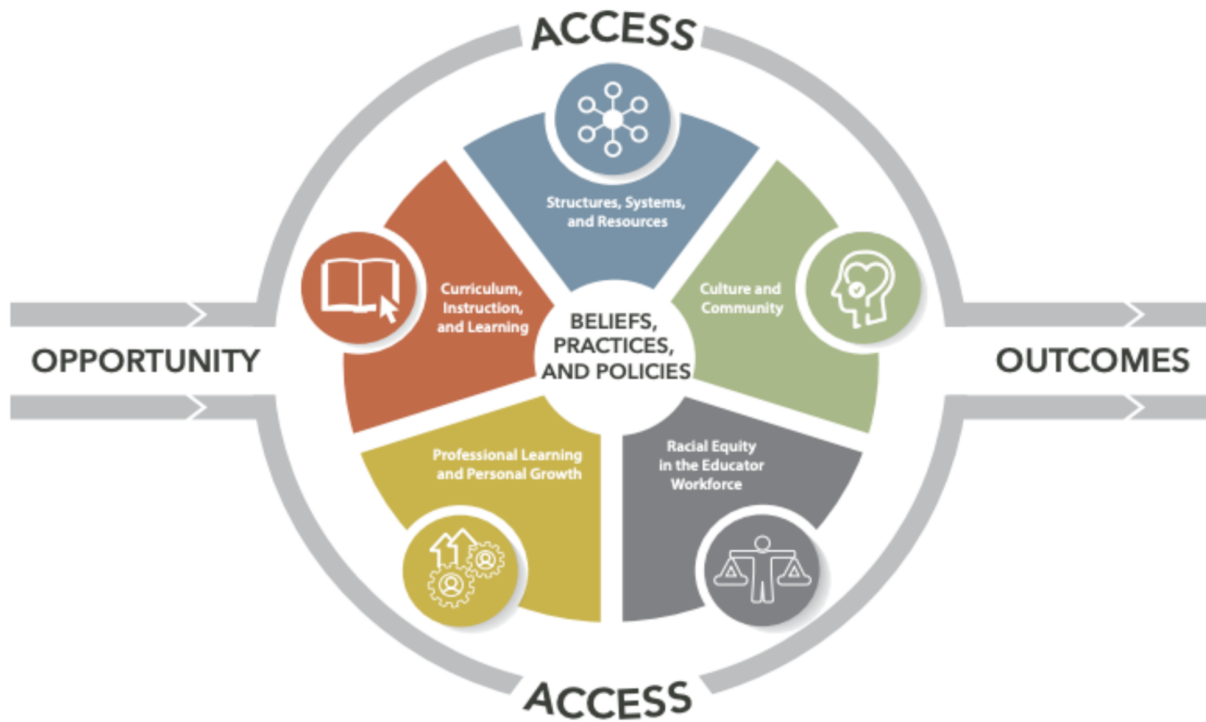 ACCESS
Structures, Systems,
and Resources
Curriculum,
Instruction,
and Learning
Culture and
Community
BELIEFS,
PRACTICES,
AND POLICIES
OPPORTUNITY
OUTCOMES
Professional Learning
and Personal Growth
Racial Equity
in the Educator
Workforce
ACCESS